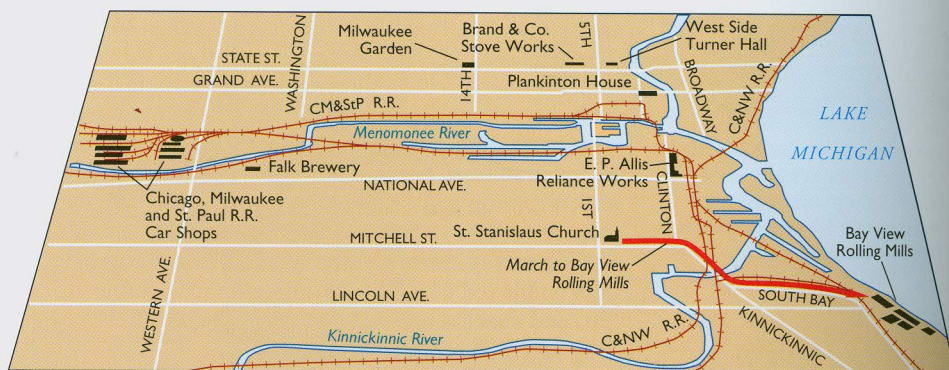 STATE ST.
GRAND AVE.
WASHINGTON
Milwaukee
Garden
14TH
Brand & Co.
Stove Works
5TH
West Side
Turner Hall
Plankinton House
BROADWAY
C&NW R.R.
LAKE
MICHIGAN
CM&StP R.R.
Menomonee River
Falk Brewery
E. P. Allis
Reliance Works
NATIONAL AVE.
Chicago, Milwaukee
and St. Paul R.R.
Car Shops
1ST
CLINTON
MITCHELL ST.
St. Stanislaus Church
March to Bay View
Rolling Mills
Bay View
Rolling Mills
WESTERN AVE.
LINCOLN AVE.
SOUTH BAY
KINNICKINNIC
Kinnickinnic River
C&NW R.R.